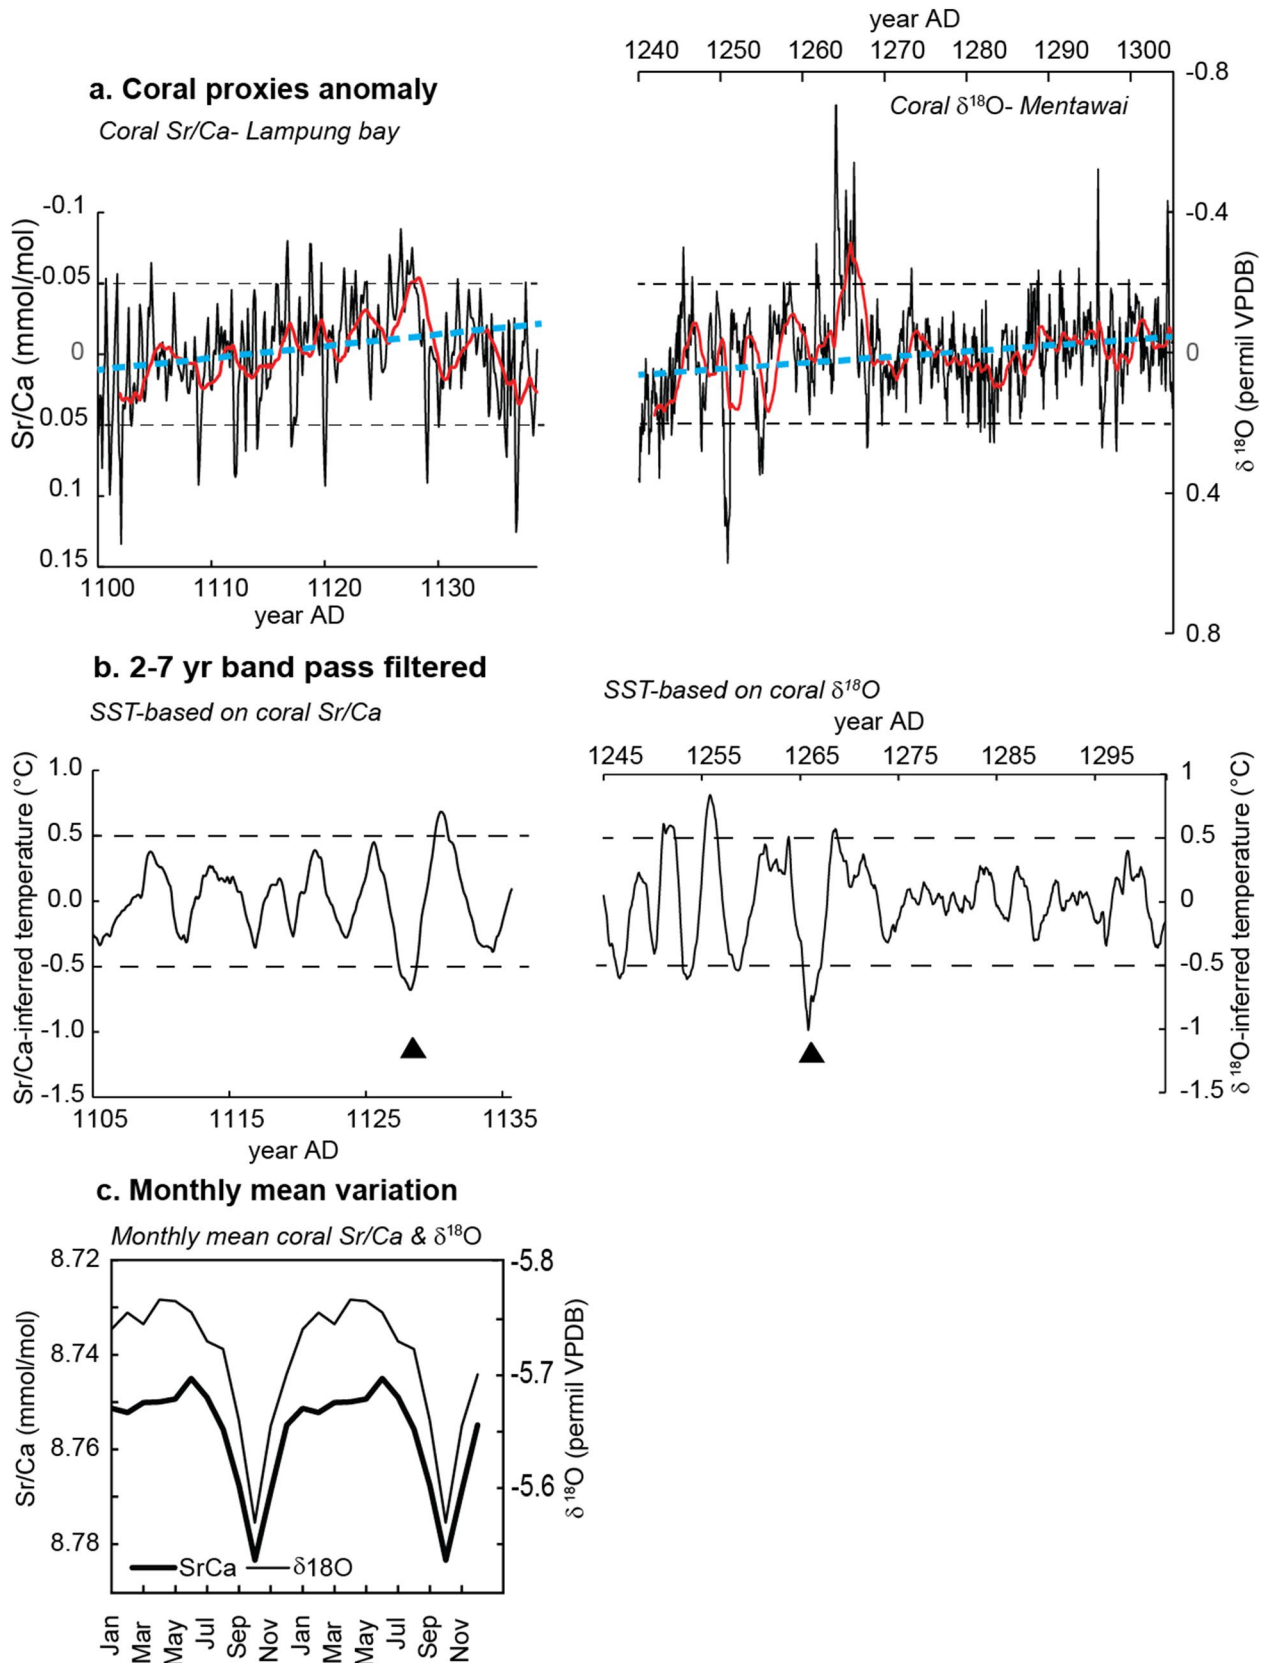 a. Coral proxies anomaly
Coral Sr/Ca- Lampung bay
Sr/Ca (mmol/mol)
-0.1
-0.05
0
0.05
0.1
0.15
1100 1110 1120 1130
year AD
year AD
1240 1250 1260 1270 1280 1290 1300
Coral δ18O- Mentawai
-0.8
-0.4
0
0.4
0.8
δ 18O (permil VPDB)
b. 2-7 yr band pass filtered
SST-based on coral Sr/Ca
Sr/Ca-inferred temperature (°C)
1.0
0.5
0.0
-0.5
-1.0
-1.5
1105 1115 1125 1135
year AD
SST-based on coral δ18O
year AD
1245 1255 1265 1275 1285 1295
1
0.5
0
-0.5
-1
-1.5
δ 18O-inferred temperature (°C)
c. Monthly mean variation
Monthly mean coral Sr/Ca & δ18O
Sr/Ca (mmol/mol)
8.72
8.74
8.76
8.78
-5.8
-5.7
-5.6
δ 18O (permil VPDB)
SrCa δ18O
Jan Mar May Jul Sep Nov Jan Mar May Jul Sep Nov